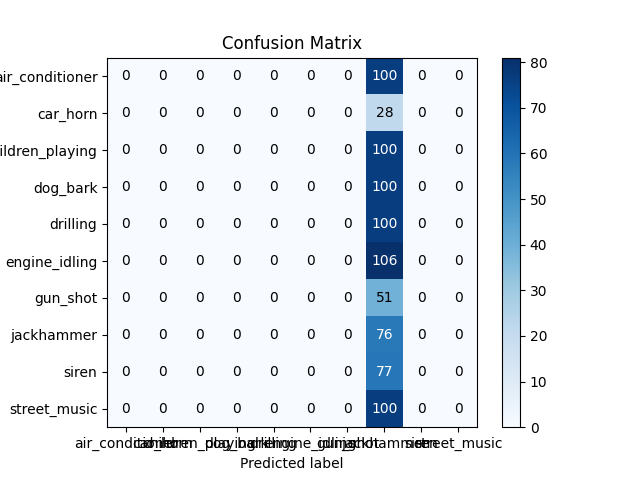 Confusion Matrix
air_conditioner 0 0 0 0 0 0 0 100 0 0
car_horn 0 0 0 0 0 0 0 28 0 0
ildren_playing 0 0 0 0 0 0 0 100 0 0
dog_bark 0 0 0 0 0 0 0 100 0 0
drilling 0 0 0 0 0 0 0 100 0 0
engine_idling 0 0 0 0 0 0 0 106 0 0
gun_shot 0 0 0 0 0 0 0 51 0 0
jackhammer 0 0 0 0 0 0 0 76 0 0
siren 0 0 0 0 0 0 0 77 0 0
street_music 0 0 0 0 0 0 0 100 0 0
street_music
Predicted label
80
70
60
50
40
30
20
10
0